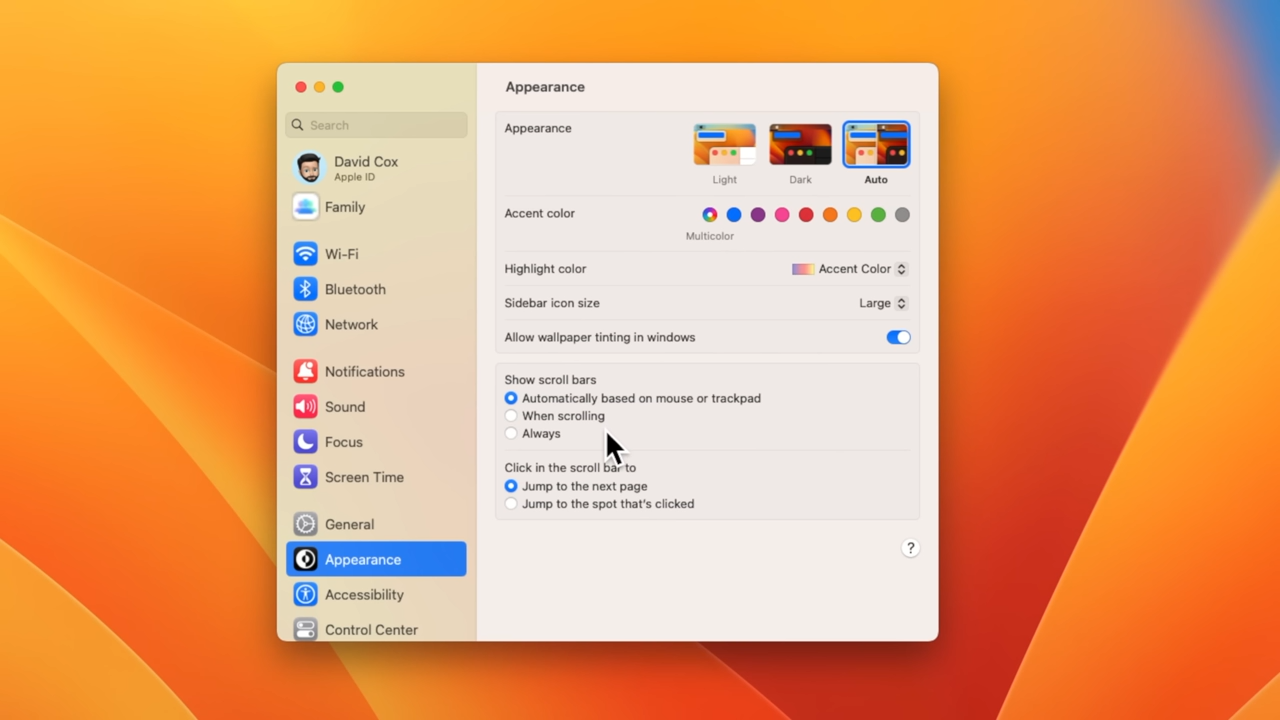 Search
David Cox
Apple ID
Family
Wi-Fi
Bluetooth
Network
Notifications
Sound
Focus
Screen Time
General
Appearance
Accessibility
Control Center
Appearance
Appearance
Light
Dark
Auto
Accent color
Multicolor
Highlight color
Accent Color
Sidebar icon size
Large
Allow wallpaper tinting in windows
Show scroll bars
Automatically based on mouse or trackpad
When scrolling
Always
Click in the scroll bar to
Jump to the next page
Jump to the spot that's clicked
?